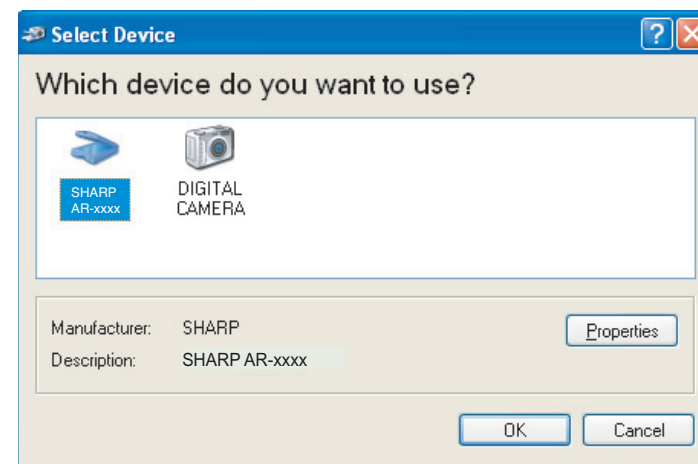 Select Device
Which device do you want to use?
SHARP
AR-xxxx
DIGITAL
CAMERA
Manufacturer: SHARP
Properties
Description: SHARP AR-xxxx
OK Cancel